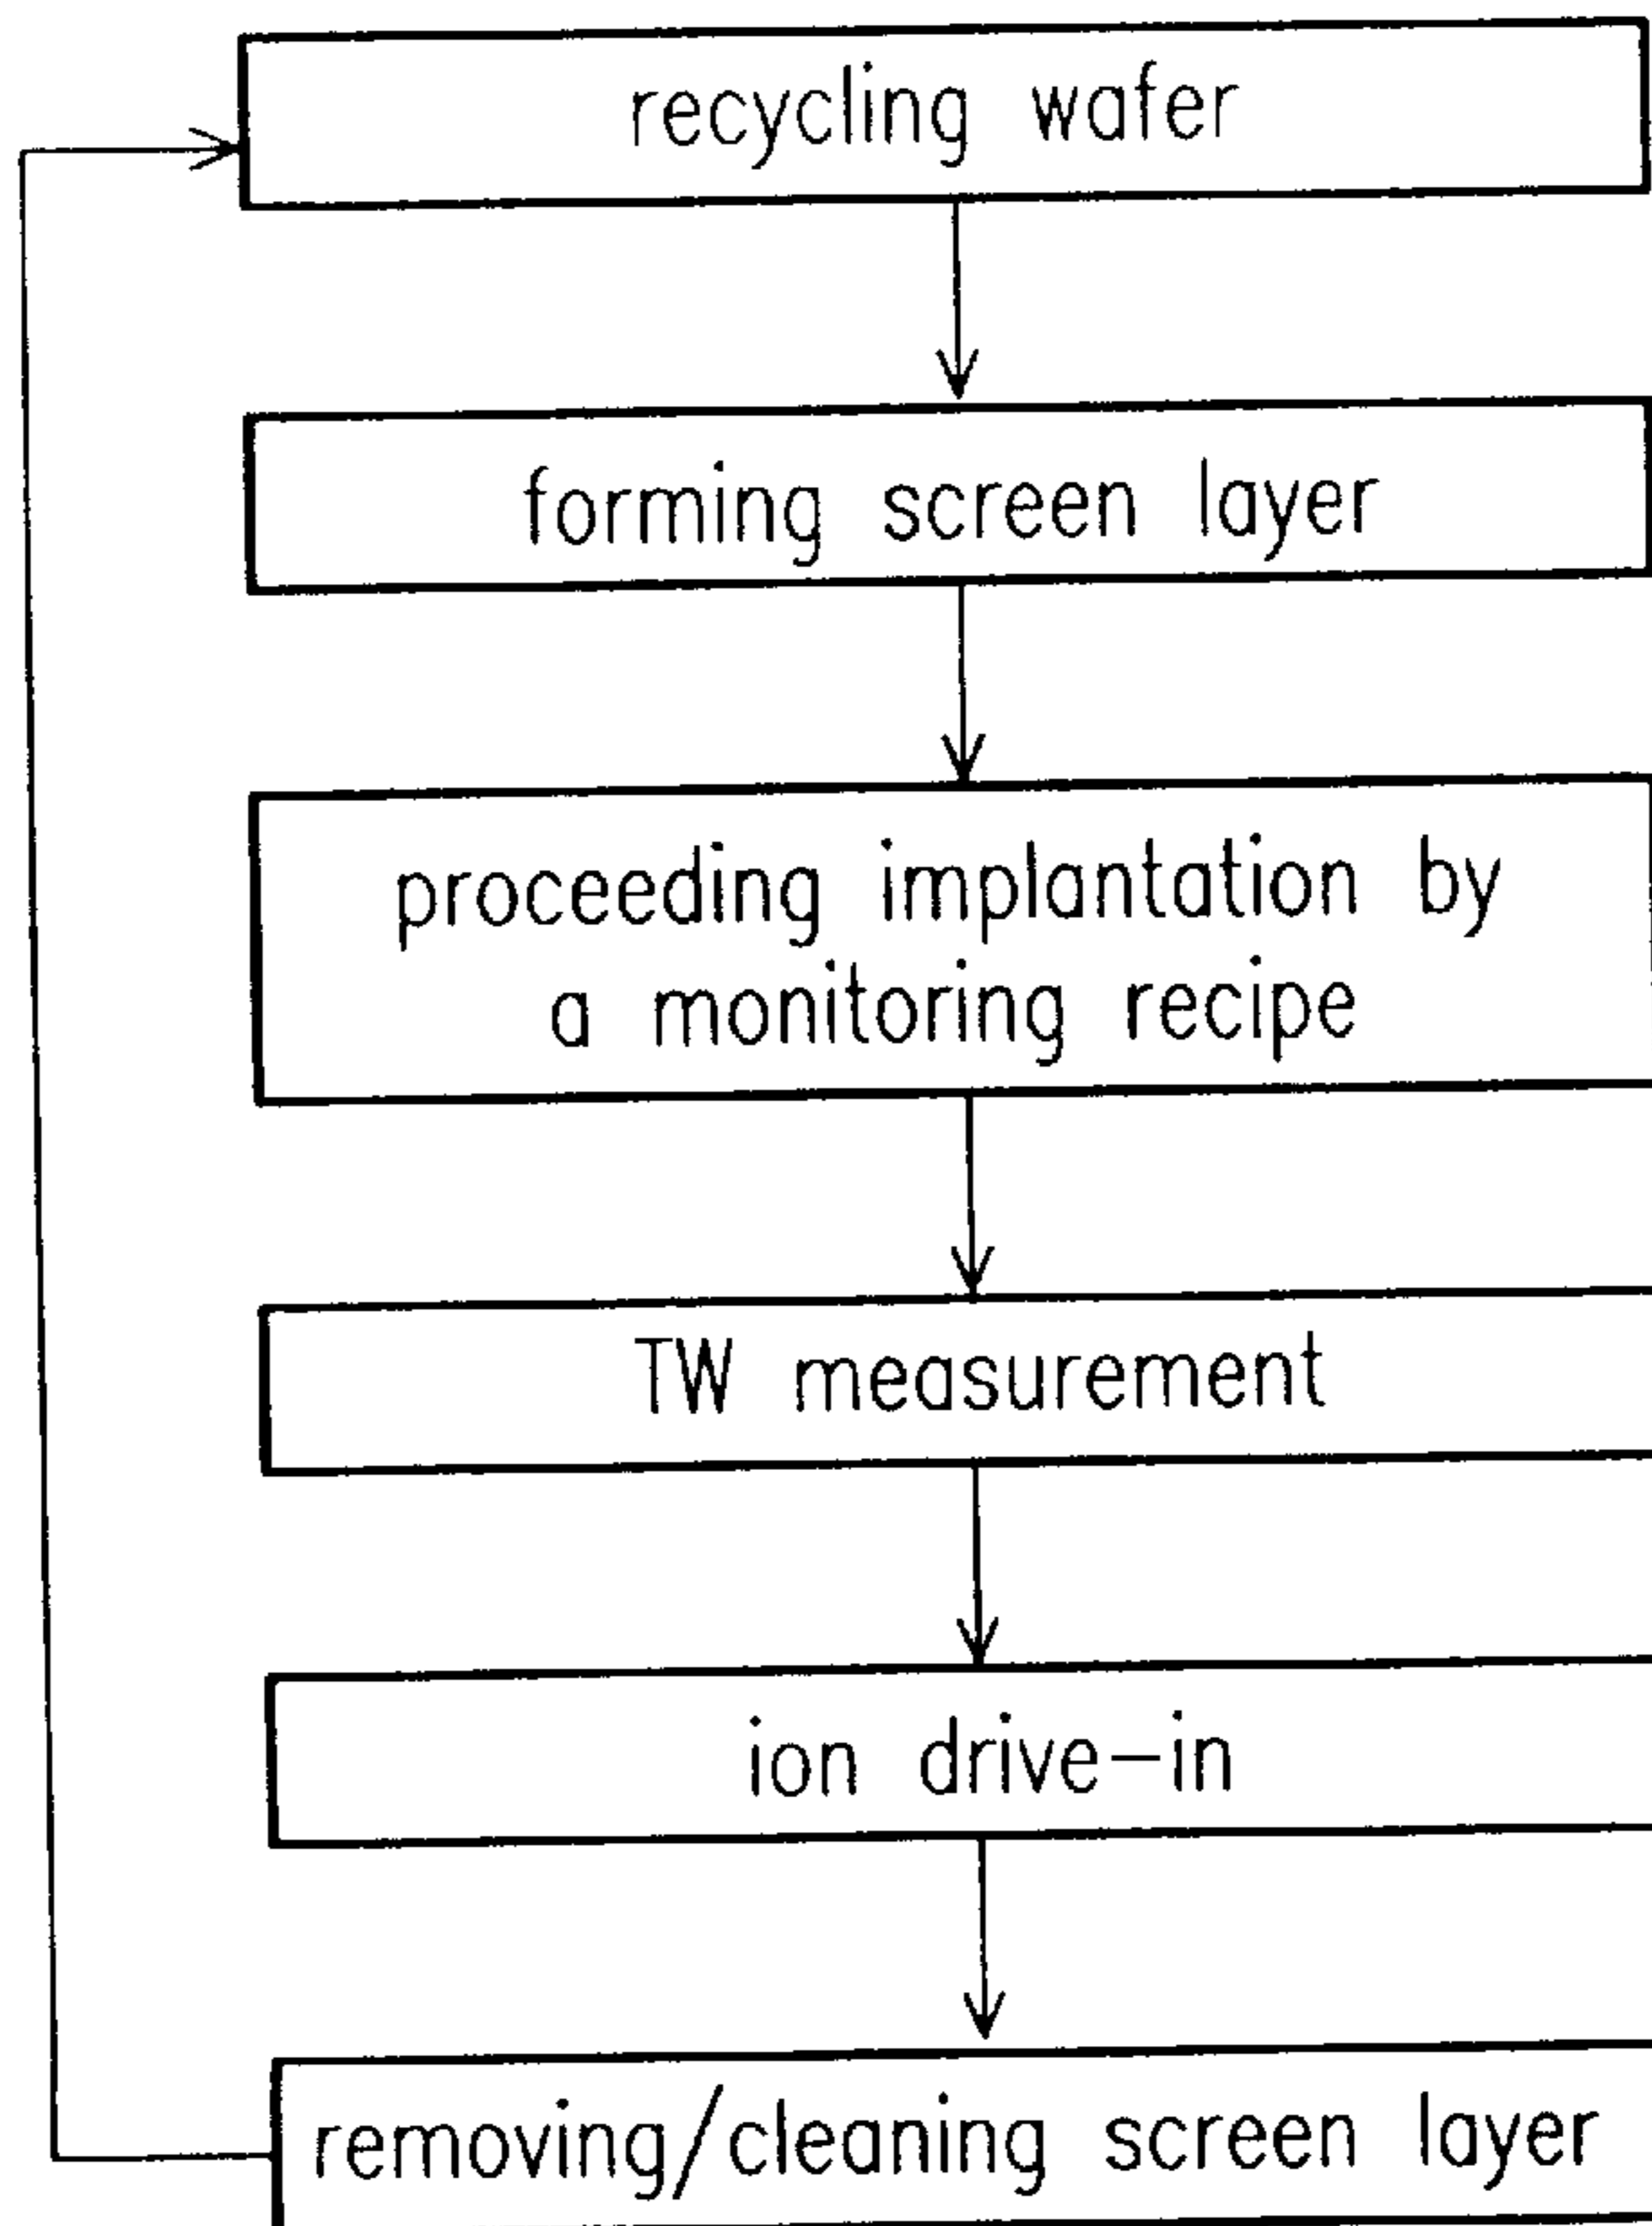 recycling wafer
forming screen layer
proceeding implantation by
a monitoring recipe
TW measurement
ion drive-in
removing/cleaning screen layer